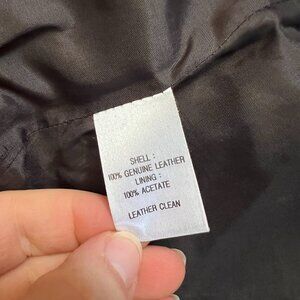 SHELL :
100% GENUINE LEATHER
LINING :
100% ACETATE
LEATHER CLEAN